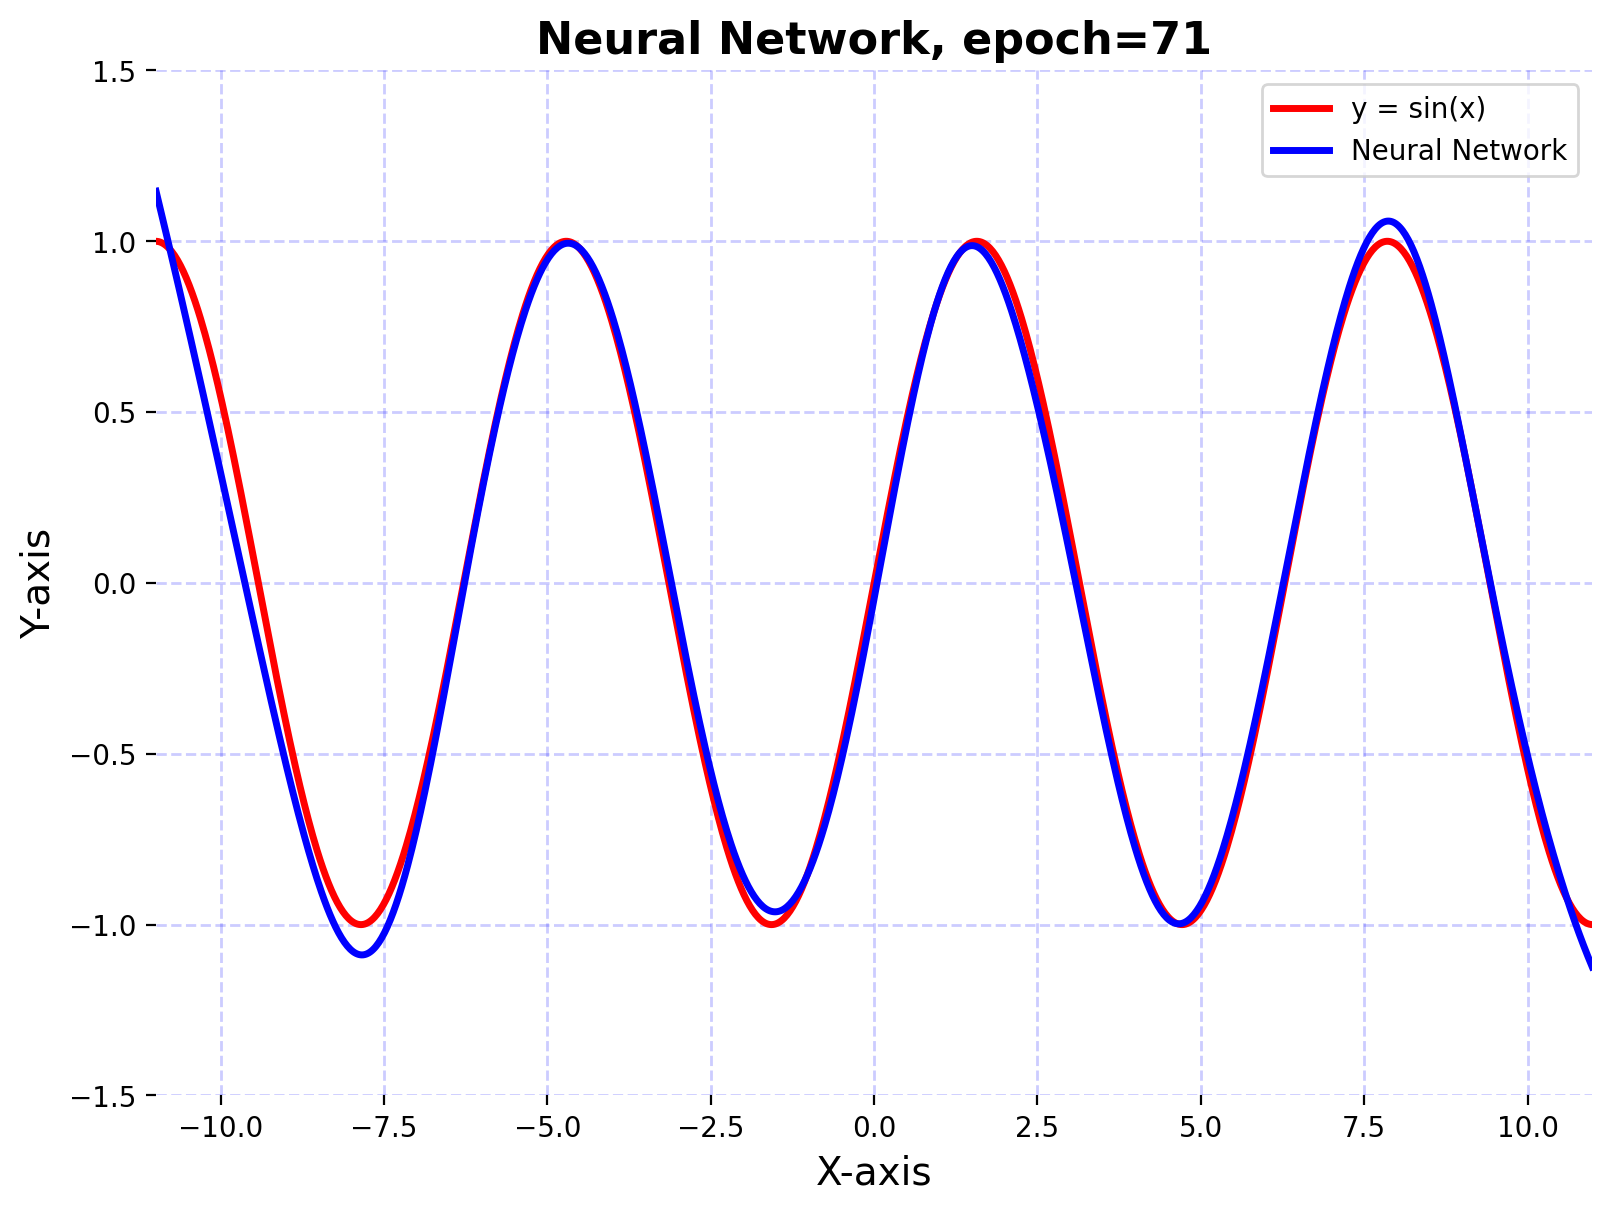 Neural Network, epoch=71
y = sin(x)
Neural Network
1.5
1.0
0.5
0.0
−0.5
−1.0
−1.5
Y-axis
−10.0 −7.5 −5.0 −2.5 0.0 2.5 5.0 7.5 10.0
X-axis